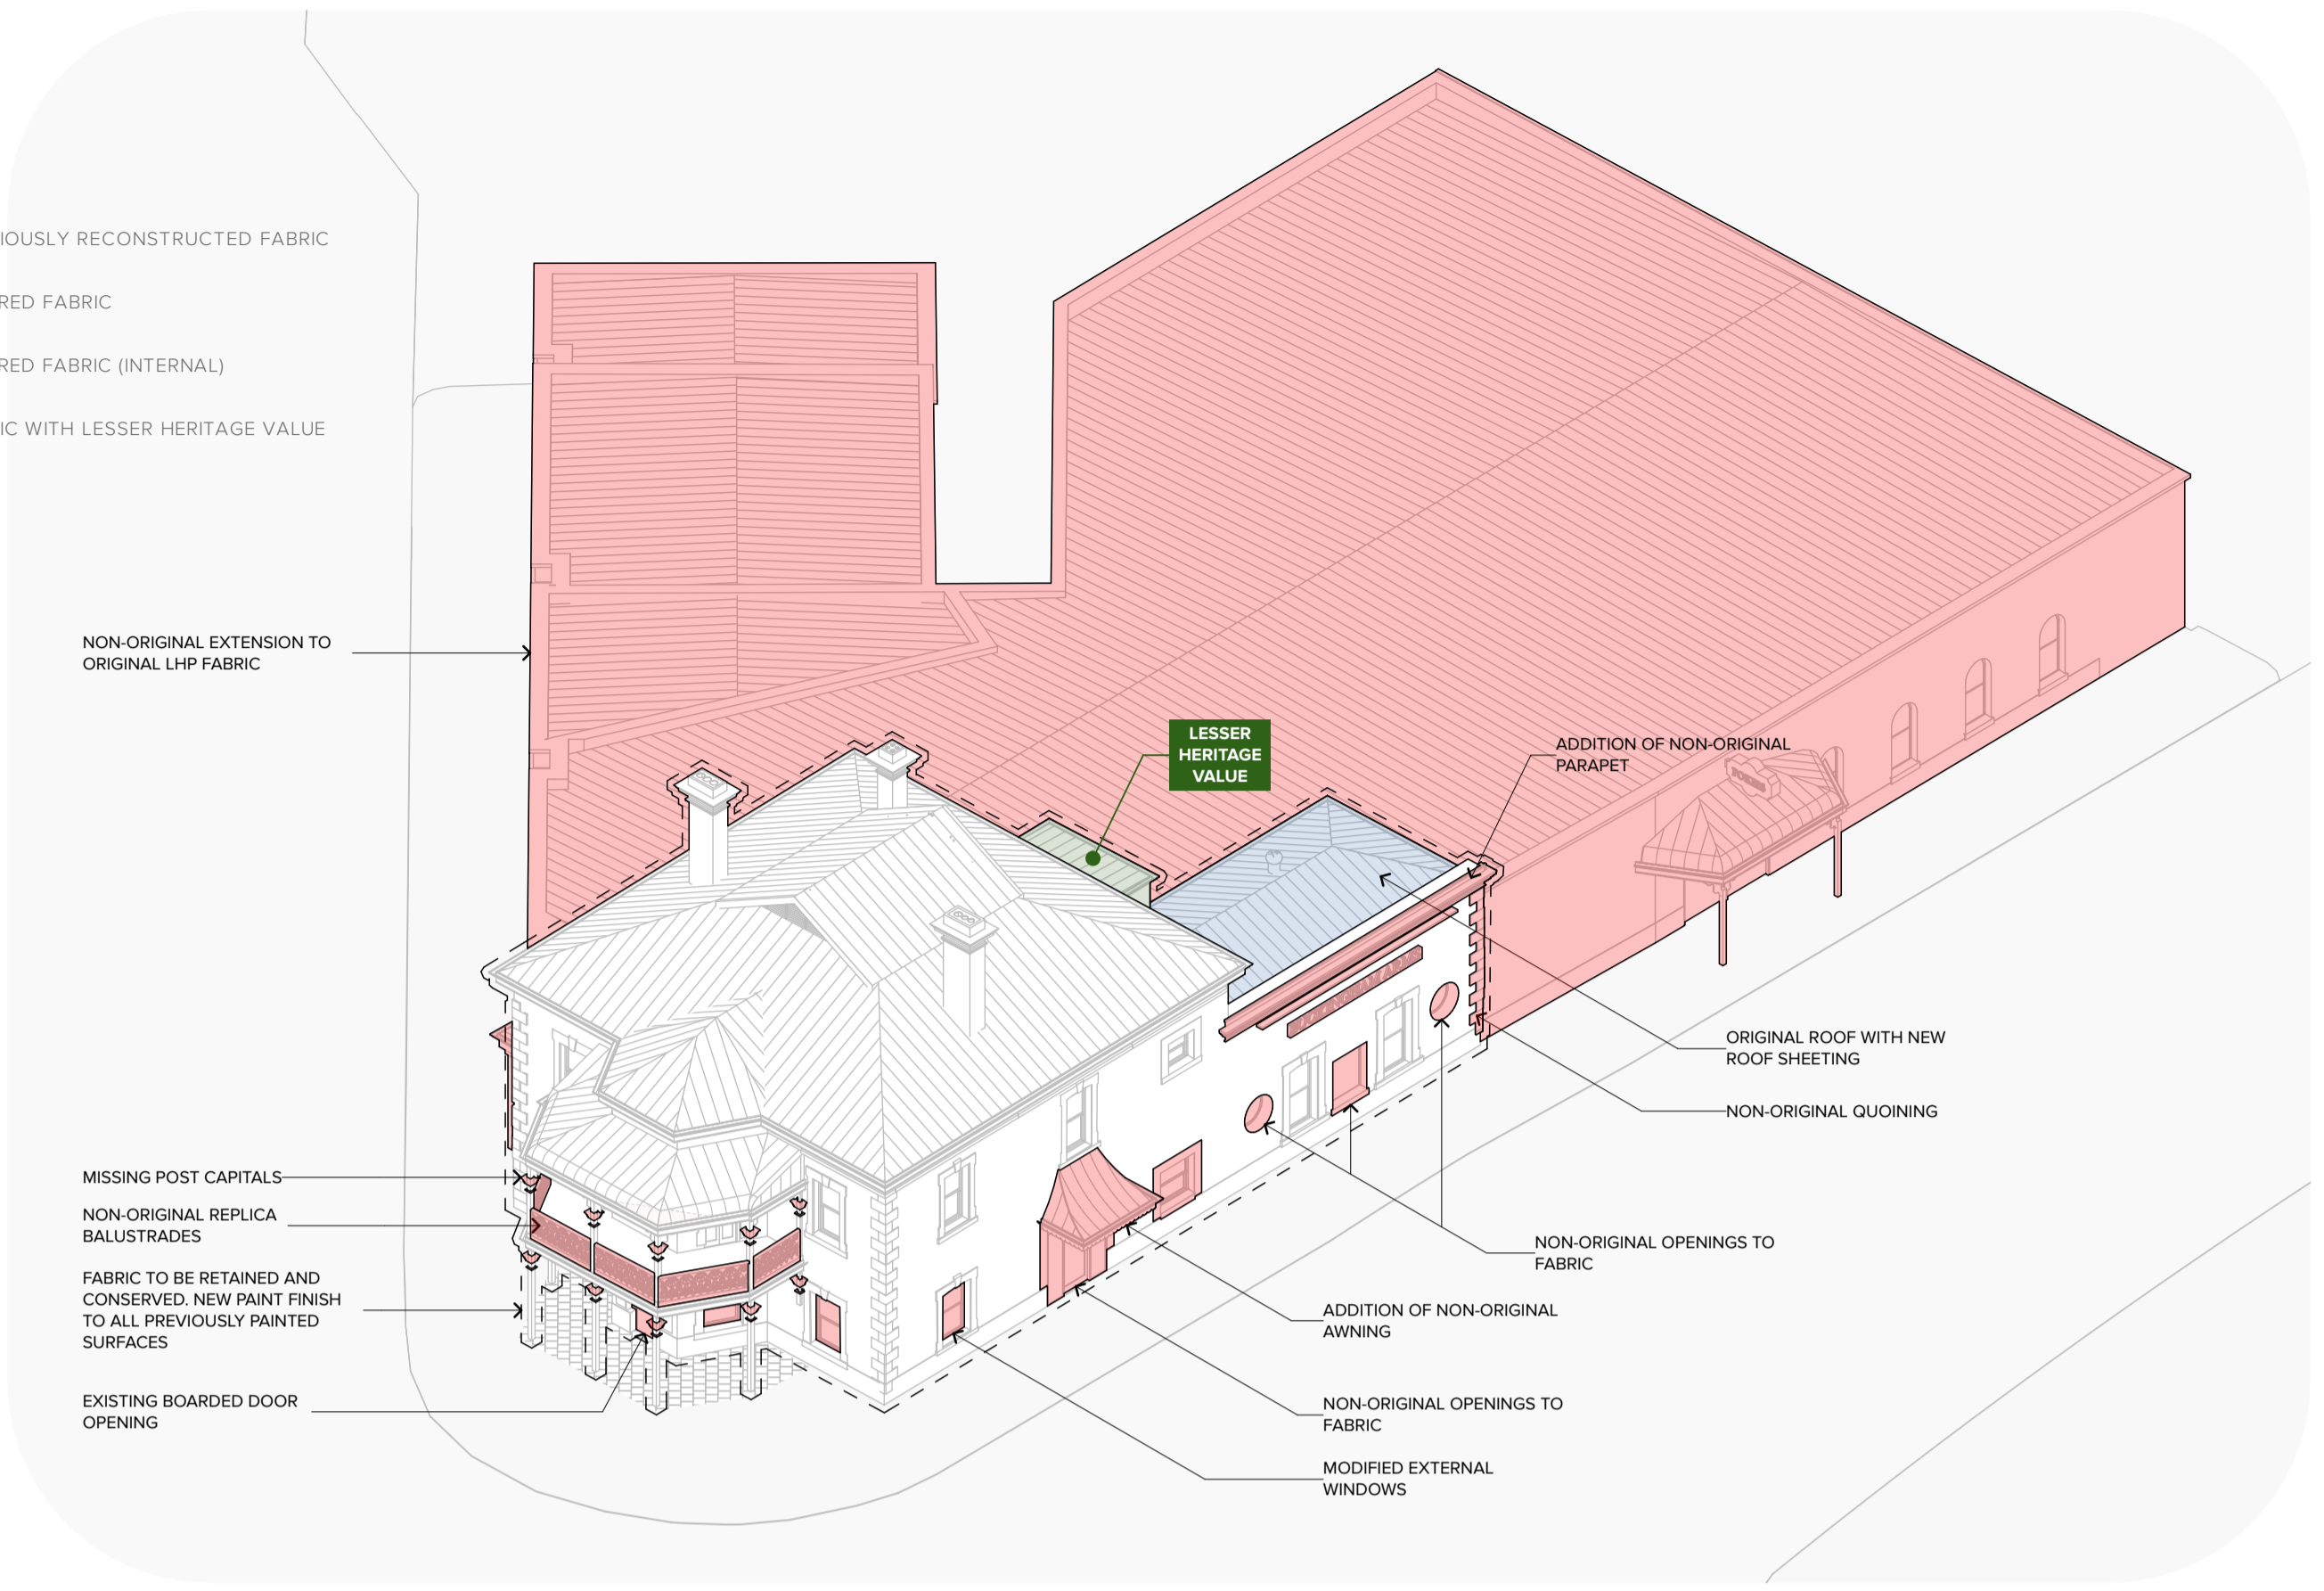 IOUSLY RECONSTRUCTED FABRIC
RED FABRIC
RED FABRIC (INTERNAL)
IC WITH LESSER HERITAGE VALUE
NON-ORIGINAL EXTENSION TO
ORIGINAL LHP FABRIC
LESSER
HERITAGE
VALUE
ADDITION OF NON-ORIGINAL
PARAPET
ORIGINAL ROOF WITH NEW
ROOF SHEETING
NON-ORIGINAL QUOINING
MISSING POST CAPITALS
NON-ORIGINAL REPLICA
BALUSTRADES
FABRIC TO BE RETAINED AND
CONSERVED. NEW PAINT FINISH
TO ALL PREVIOUSLY PAINTED
SURFACES
EXISTING BOARDED DOOR
OPENING
NON-ORIGINAL OPENINGS TO
FABRIC
ADDITION OF NON-ORIGINAL
AWNING
NON-ORIGINAL OPENINGS TO
FABRIC
MODIFIED EXTERNAL
WINDOWS